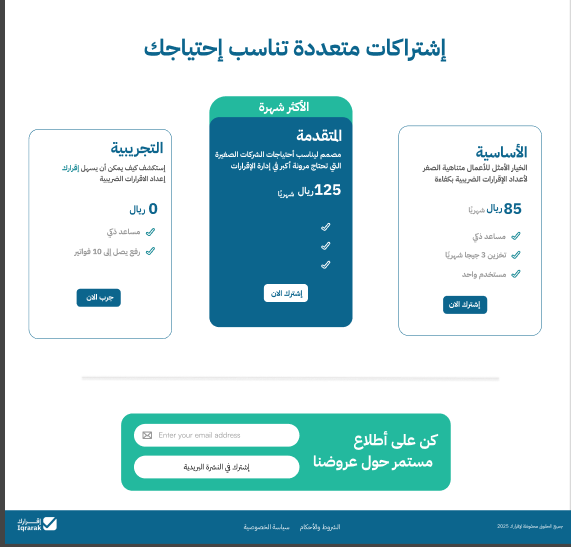 إشتراكات متعددة تناسب إحتياجك
الأساسية
الخيار الأمثل للأعمال متناهية الصغر
لأعداد الإقرارات الضريبية بكفاءة
85 ريال شهريًا
مساعد ذكي
تخزين 3 جيجا شهريًا
مستخدم واحد
إشترك الان
الأكثر شهرة
المتقدمة
مصمم ليناسب أحتياجات الشركات الصغيرة
التي تحتاج مرونة أكبر في إدارة الإقرارات
125 ريال شهريًا
إشترك الان
التجريبية
إستكشف كيف يمكن أن يسهل إقرارك
إعداد الاقرارات الضريبية
0 ريال
مساعد ذكي
رفع يصل إلى 10 فواتير
جرب الان
كن على أطلاع
مستمر حول عروضنا
Enter your email address
إشترك في النشرة البريدية
جميع الحقوق محفوظة لإقرارك 2025
الشروط والأحكام
سياسة الخصوصية
إقــرارك
Iqrarak